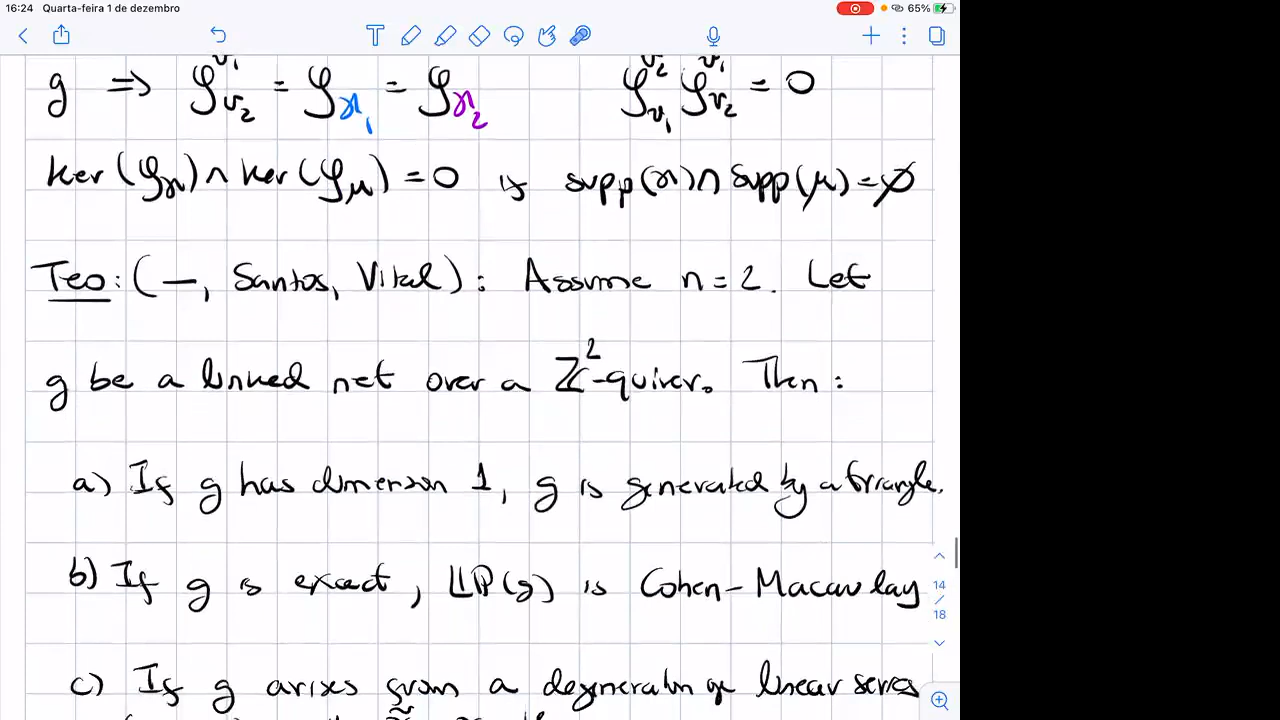 16:24 Quarta-feira 1 de dezembro 65%
g ⟹ φ^{v_1}_{v_2} = φ_{γ_1} = φ_{γ_2} φ^{v_2}_{v_1} φ^{v_1}_{v_2} = 0
ker(φ_γ) ∩ ker(φ_μ) = 0 if supp(γ) ∩ supp(μ) = ∅
Teo: (—, Santos, Vital): Assume n = 2. Let
g be a linked net over a ℤ²-quiver. Then:
a) If g has dimension 1, g is generated by a triangle.
b) If g is exact, LP(g) is Cohen-Macaulay
14
/
18
c) If g arises from a degeneration of linear series